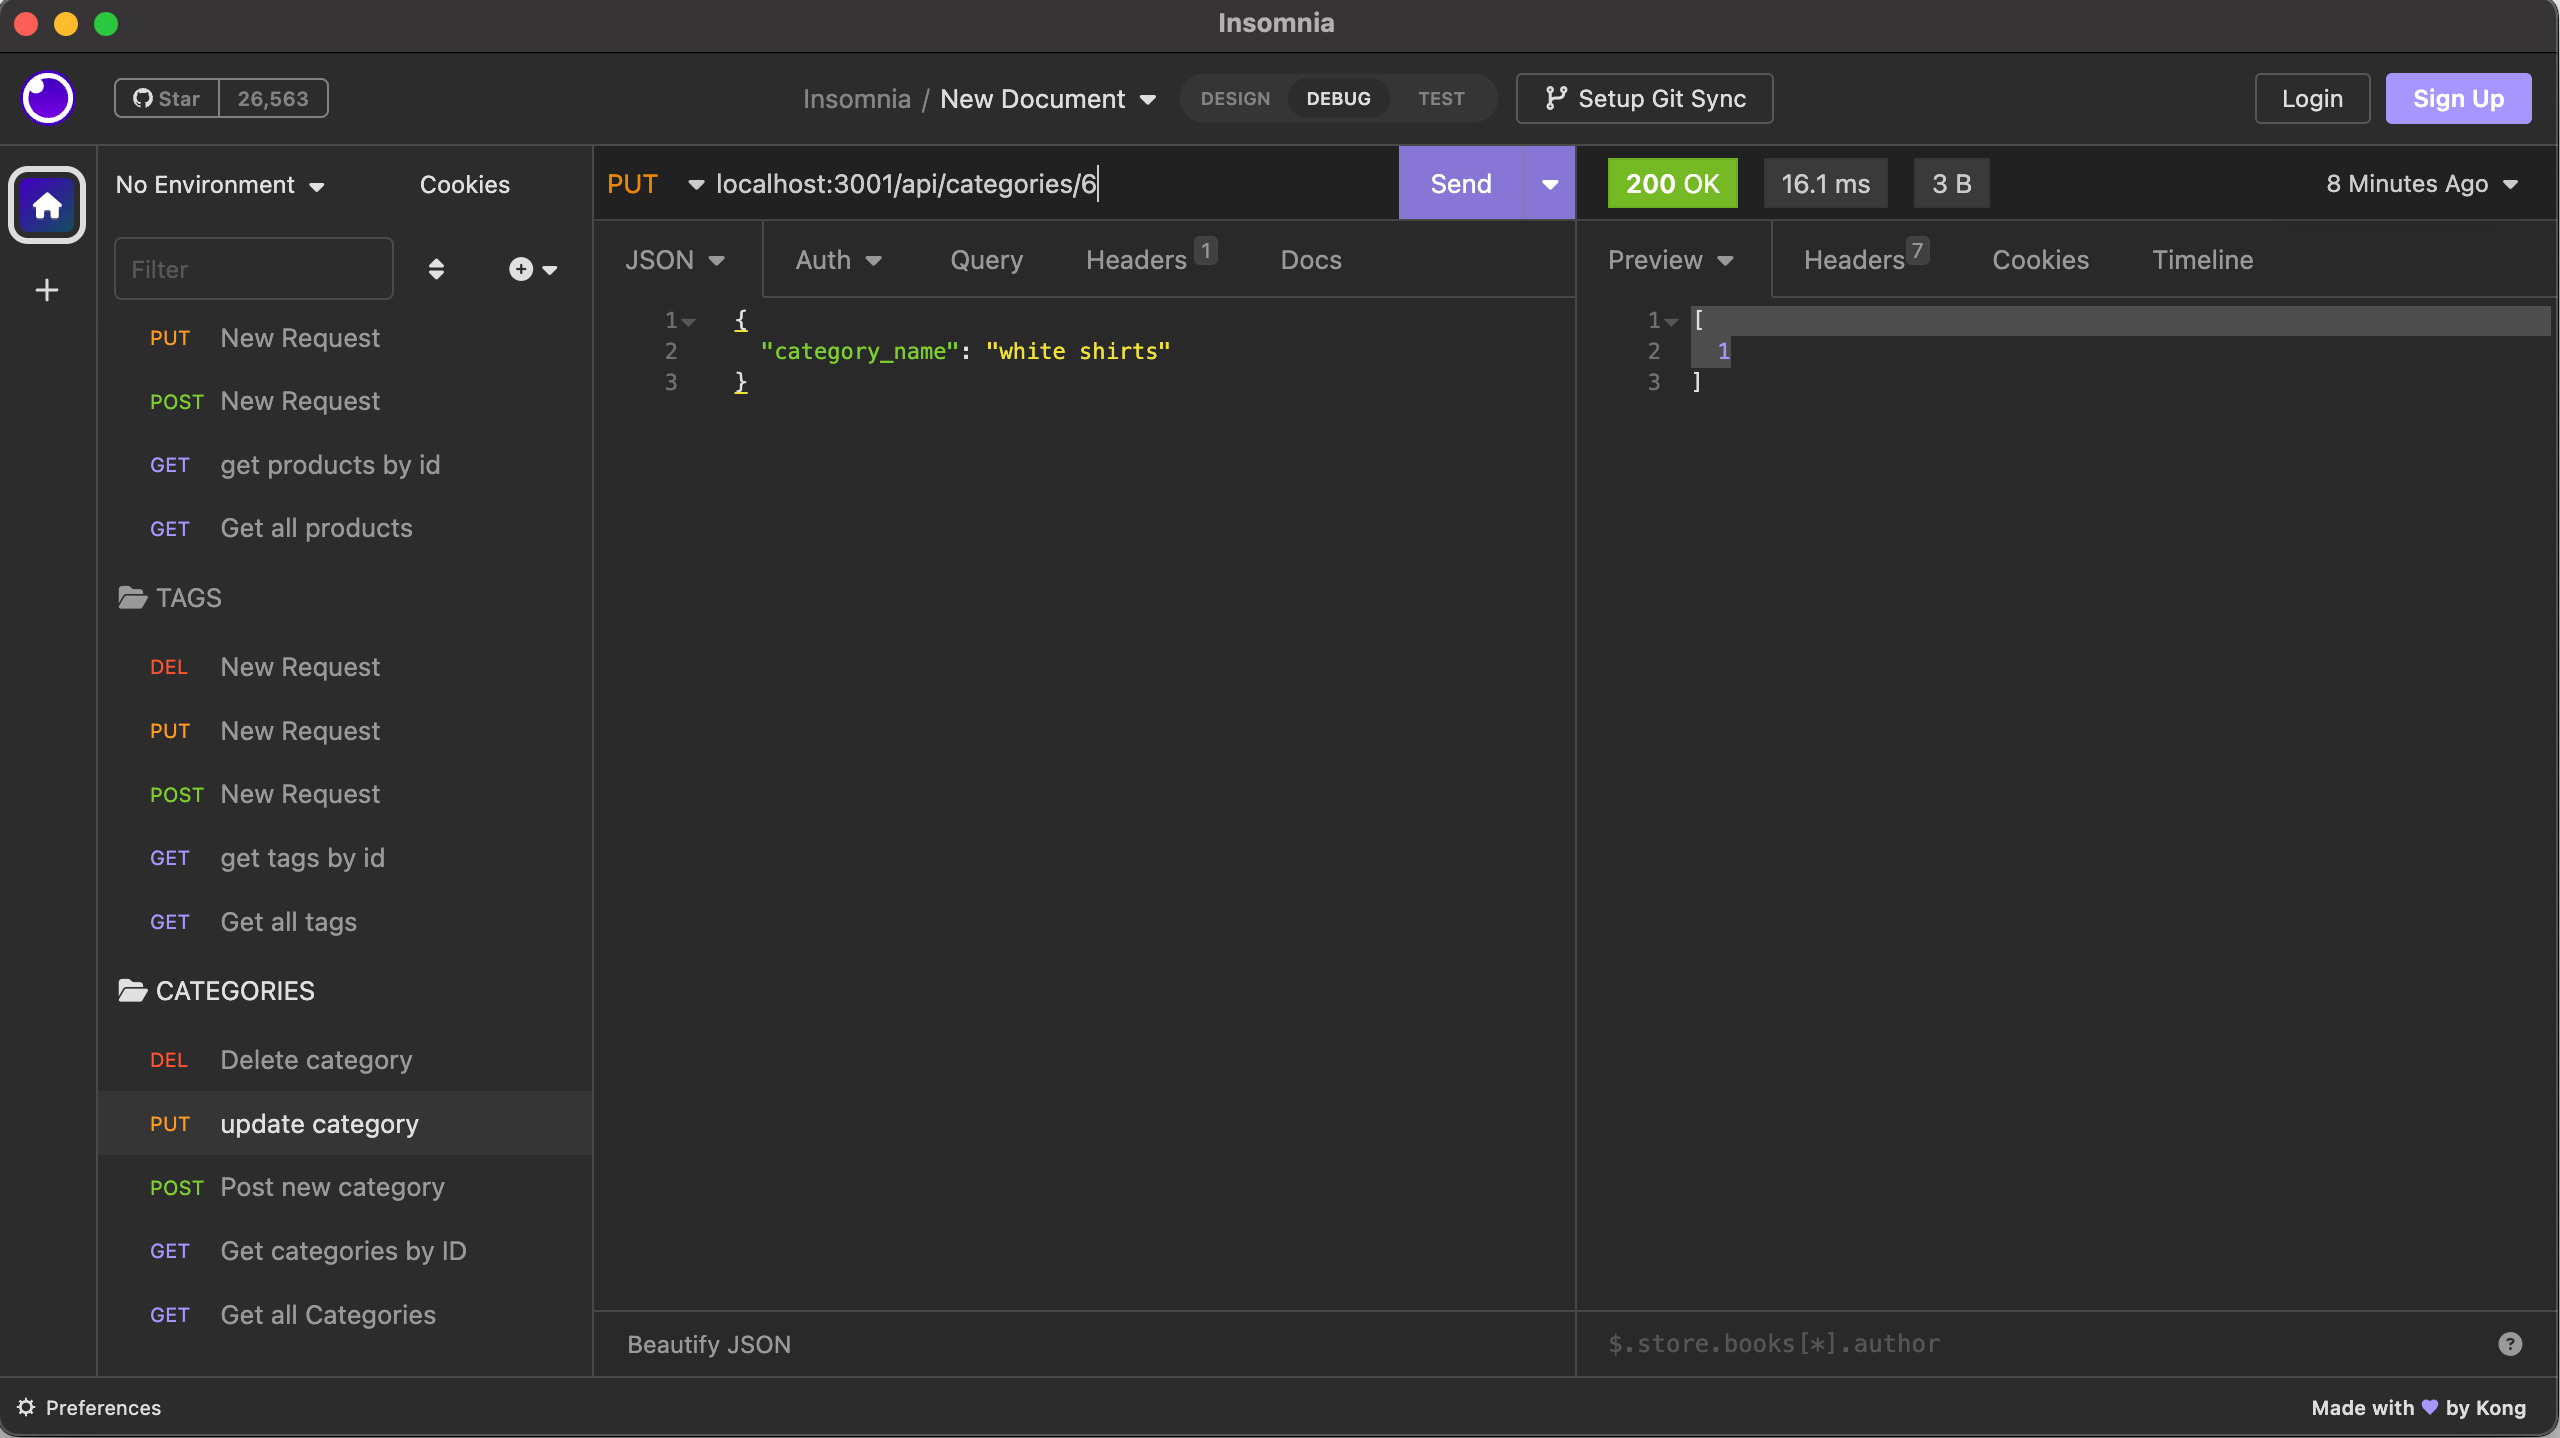 Insomnia
Star 26,563
Insomnia / New Document
DESIGN DEBUG TEST
Setup Git Sync
Login
Sign Up
No Environment
Cookies
Filter
PUT New Request
POST New Request
GET get products by id
GET Get all products
TAGS
DEL New Request
PUT New Request
POST New Request
GET get tags by id
GET Get all tags
CATEGORIES
DEL Delete category
PUT update category
POST Post new category
GET Get categories by ID
GET Get all Categories
PUT localhost:3001/api/categories/6
Send
JSON Auth Query Headers 1 Docs
1 {
2 "category_name": "white shirts"
3 }
Beautify JSON
200 OK 16.1 ms 3 B 8 Minutes Ago
Preview Headers 7 Cookies Timeline
1 [
2 1
3 ]
$.store.books[*].author
?
Preferences
Made with 💜 by Kong